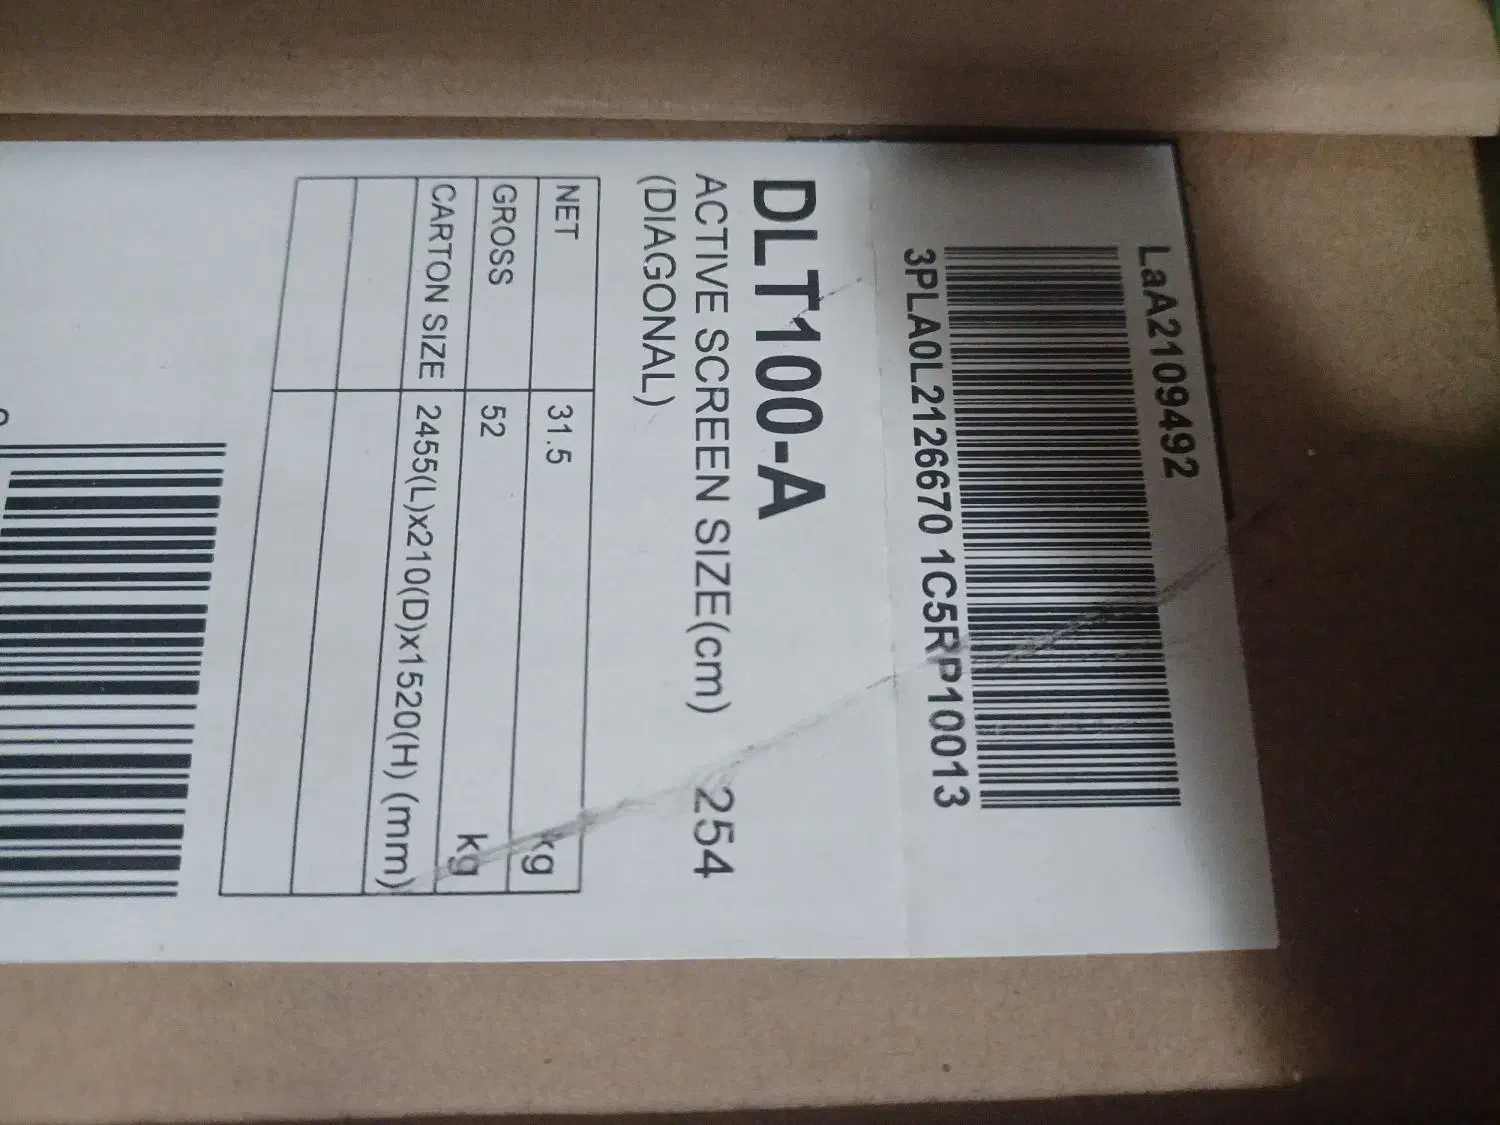 LaA2109492
3PLA0L2126670 1C5RP10013
DLT100-A
ACTIVE SCREEN SIZE(cm) 254
(DIAGONAL)
NET 31.5 kg
GROSS 52 kg
CARTON SIZE 2455(L)x210(D)x1520(H) (mm)